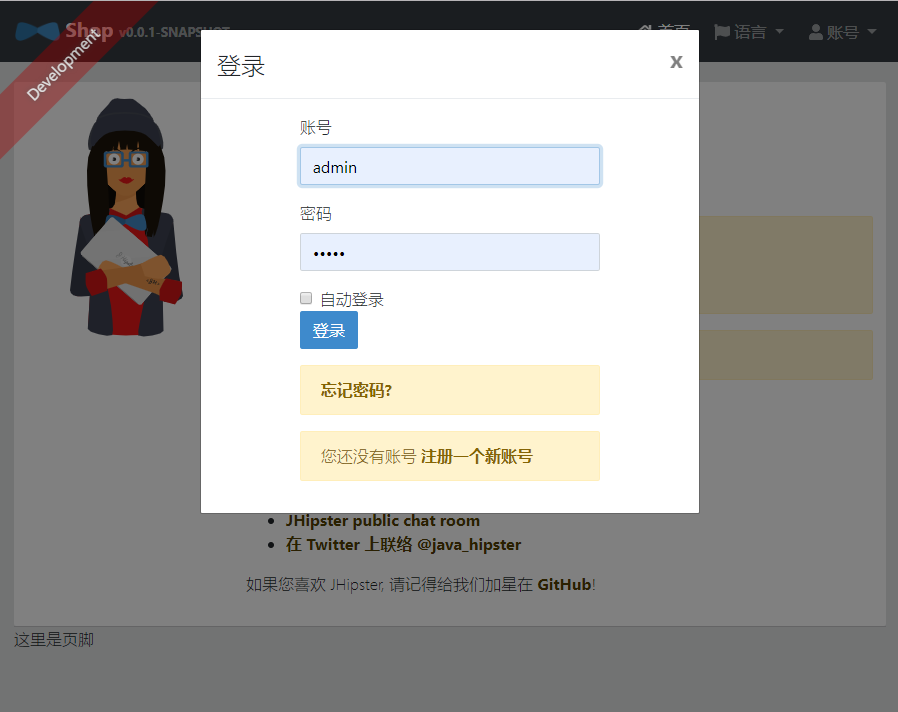 Shop v0.0.1-SNAPSHOT
首页
语言
账号
Development
登录
x
账号
admin
密码
•••••
自动登录
登录
忘记密码?
您还没有账号 注册一个新账号
JHipster public chat room
在 Twitter 上联络 @java_hipster
如果您喜欢 JHipster, 请记得给我们加星在 GitHub!
这里是页脚